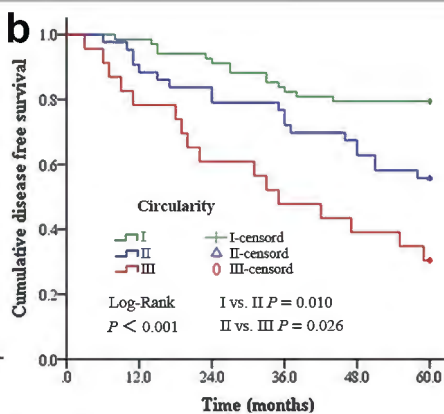 b
Cumulative disease free survival
1.0
0.8
0.6
0.4
0.2
0.0
Circularity
I I-censord
II II-censord
III III-censord
Log-Rank I vs. II P = 0.010
P < 0.001 II vs. III P = 0.026
.0 12.0 24.0 36.0 48.0 60.0
Time (months)